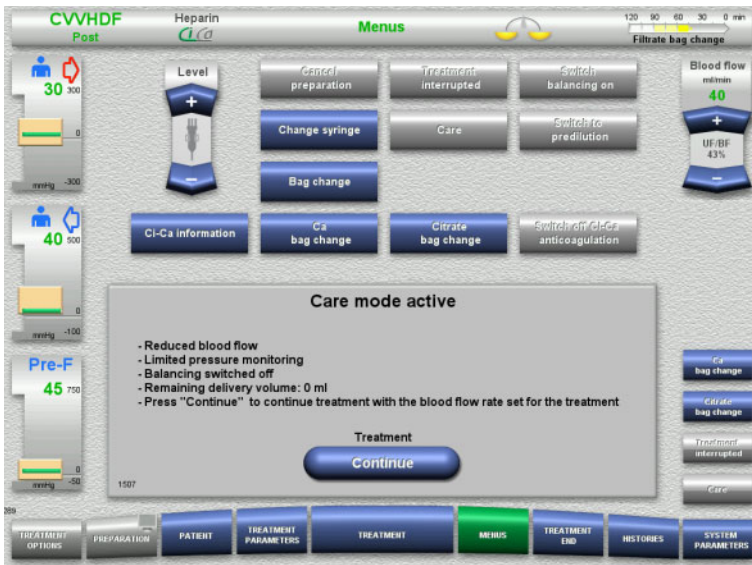 CVVHDF
Post
Heparin
CiCa
Menus
120 90 60 30 0 min
Filtrate bag change
30 300
0
mmHg -300
Level
+
–
Cancel
preparation
Treatment
interrupted
Switch
balancing on
Change syringe
Care
Switch to
predilution
Bag change
Blood flow
ml/min
40
+
UF/BF
43%
–
Ci-Ca information
Ca
bag change
Citrate
bag change
Switch off Ci-Ca
anticoagulation
40 500
0
mmHg -100
Care mode active
- Reduced blood flow
- Limited pressure monitoring
- Balancing switched off
- Remaining delivery volume: 0 ml
- Press "Continue" to continue treatment with the blood flow rate set for the treatment
Treatment
Continue
1507
Pre-F
45 750
0
mmHg -50
Ca
bag change
Citrate
bag change
Treatment
interrupted
Care
289
TREATMENT
OPTIONS
PREPARATION
PATIENT
TREATMENT
PARAMETERS
TREATMENT
MENUS
TREATMENT
END
HISTORIES
SYSTEM
PARAMETERS